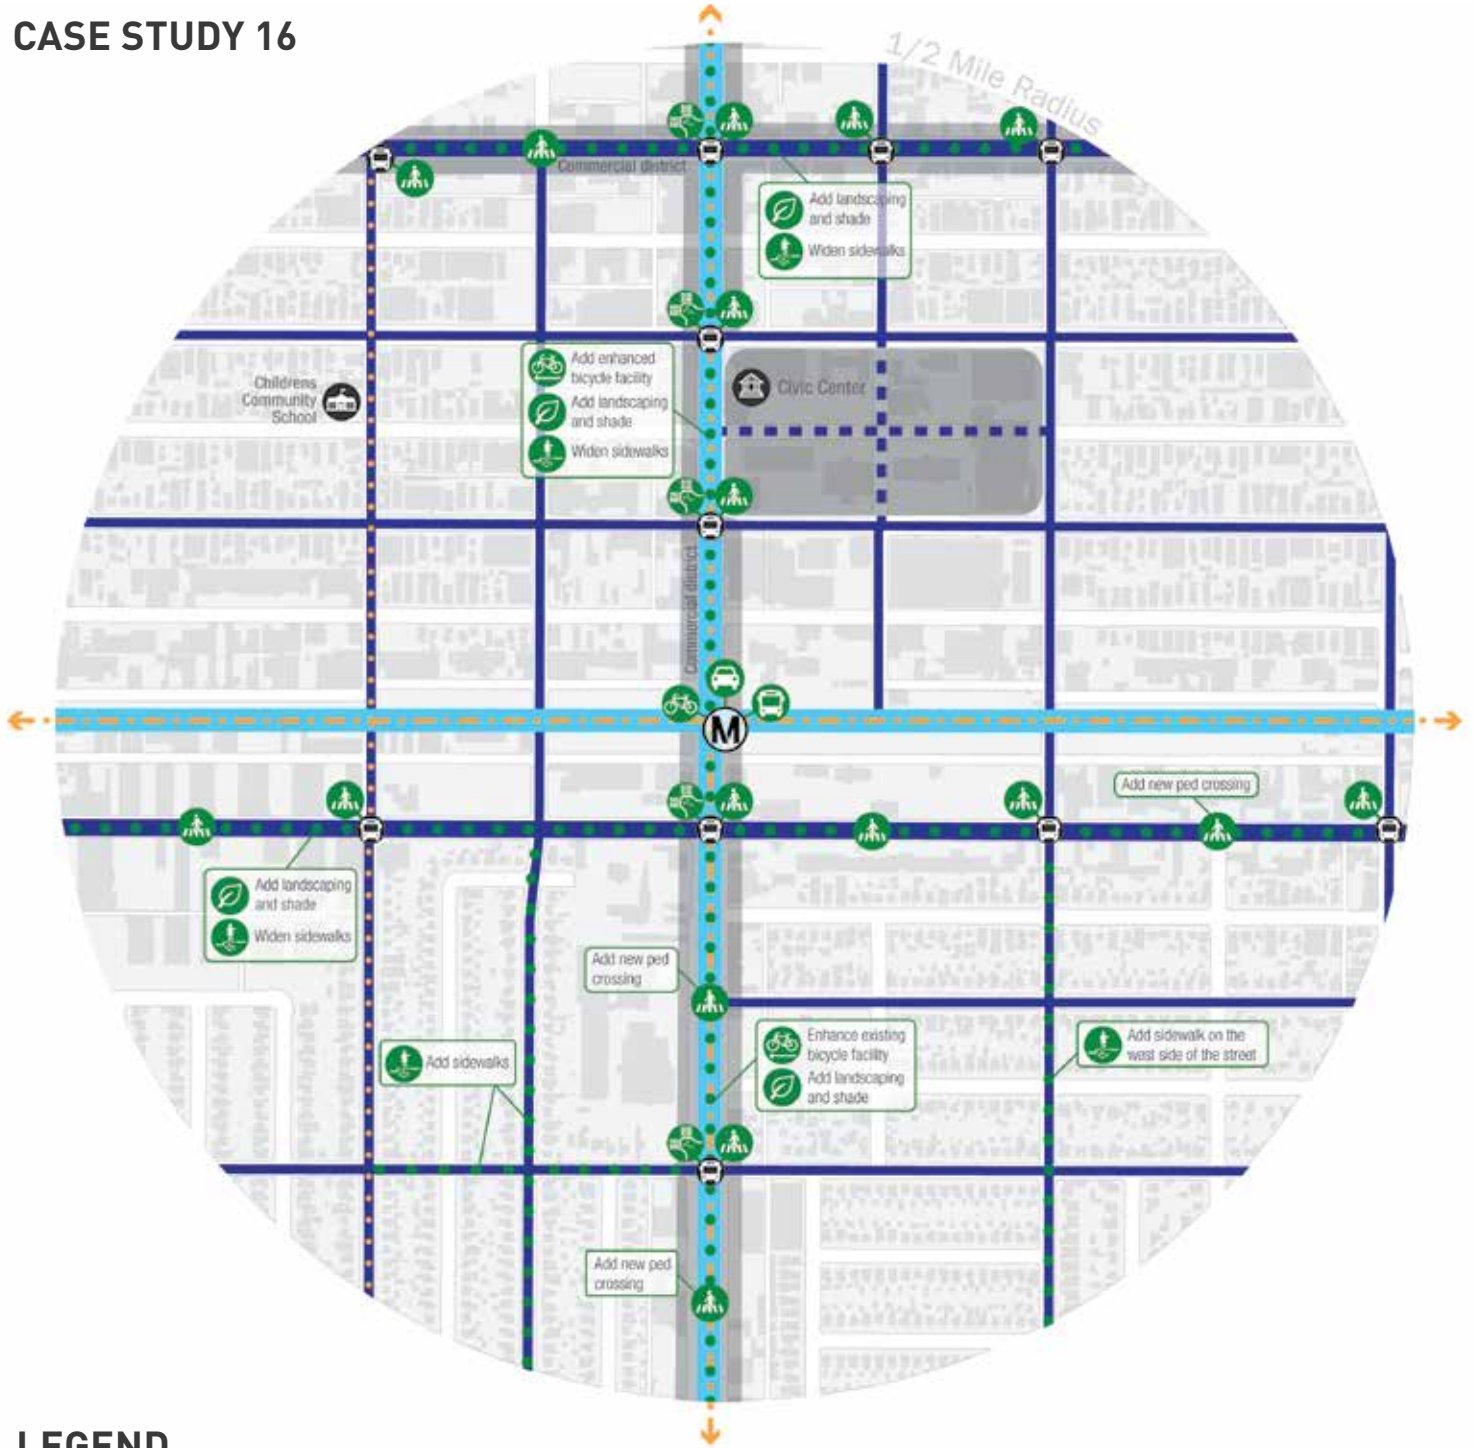 CASE STUDY 16
1/2 Mile Radius
Commercial district
Add landscaping
and shade
Widen sidewalks
Add enhanced
bicycle facility
Add landscaping
and shade
Widen sidewalks
Civic Center
Childrens
Community
School
Commercial district
M
Add new ped crossing
Add landscaping
and shade
Widen sidewalks
Add new ped
crossing
Enhance existing
bicycle facility
Add landscaping
and shade
Add sidewalk on the
west side of the street
Add sidewalks
Add new ped
crossing
LEGEND